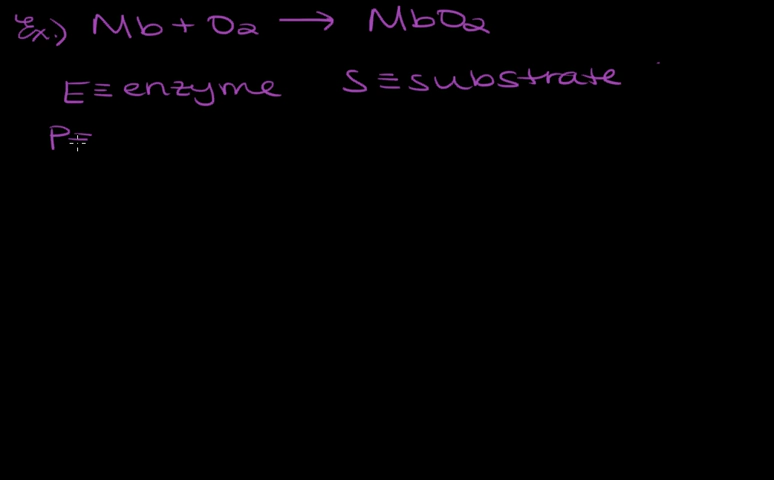 Ex.) Mb + O2 → MbO2
E ≡ enzyme S ≡ substrate
P ≡